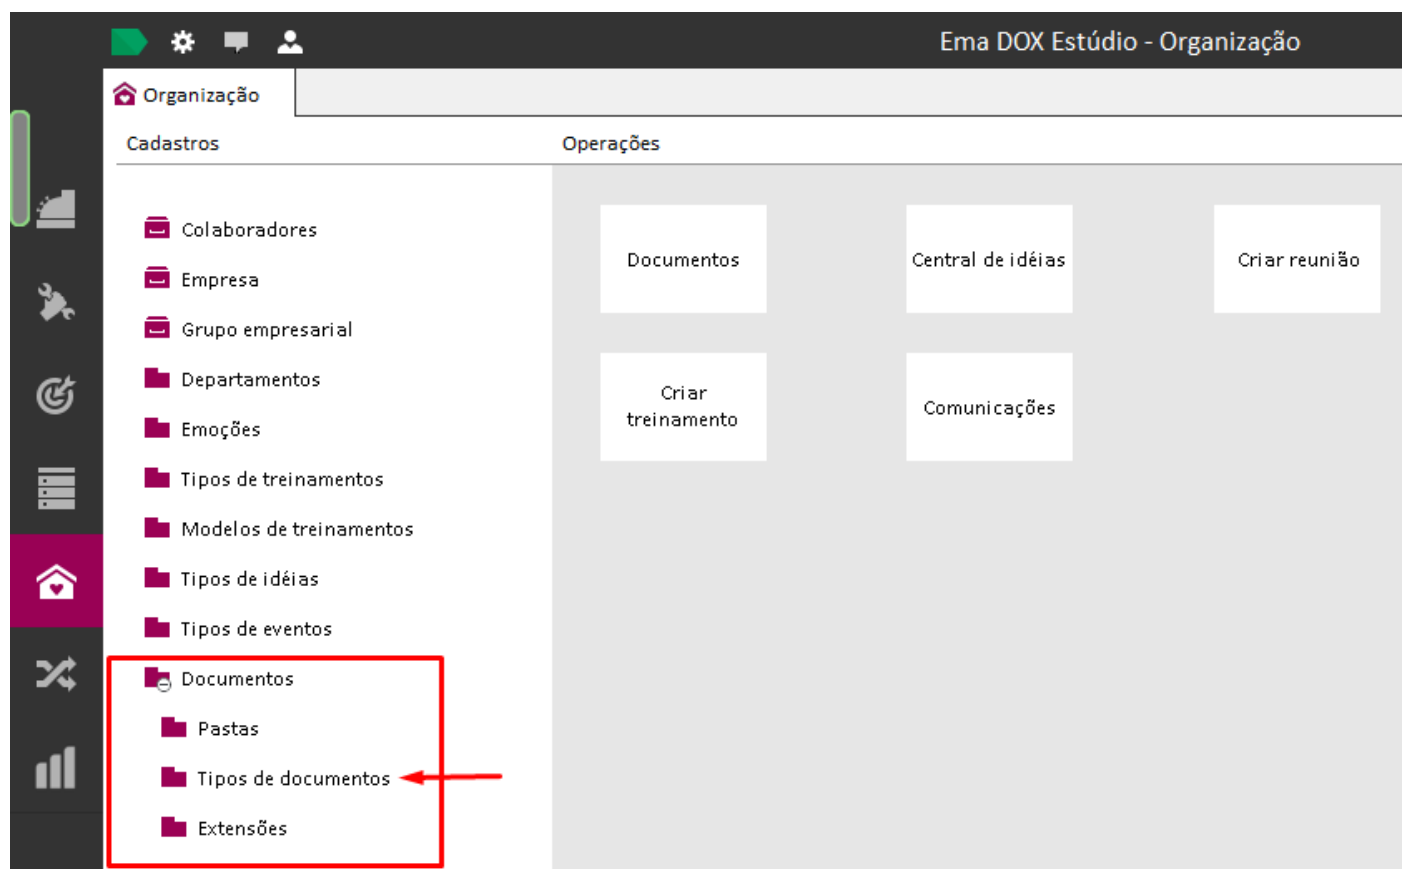 Ema DOX Estúdio - Organização
Organização
Cadastros
Operações
Colaboradores
Empresa
Grupo empresarial
Departamentos
Emoções
Tipos de treinamentos
Modelos de treinamentos
Tipos de idéias
Tipos de eventos
Documentos
Pastas
Tipos de documentos
Extensões
Documentos
Central de idéias
Criar reunião
Criar
treinamento
Comunicações